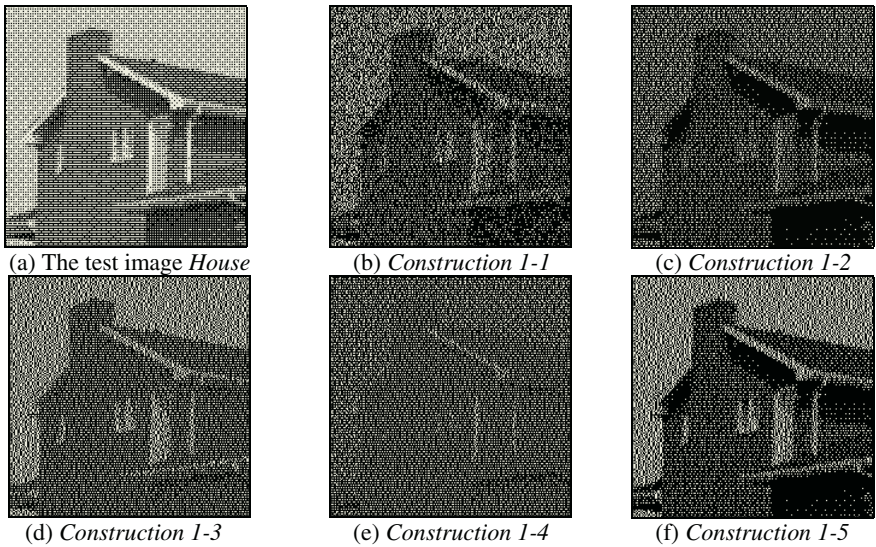 (a) The test image House
(b) Construction 1-1
(c) Construction 1-2
(d) Construction 1-3
(e) Construction 1-4
(f) Construction 1-5